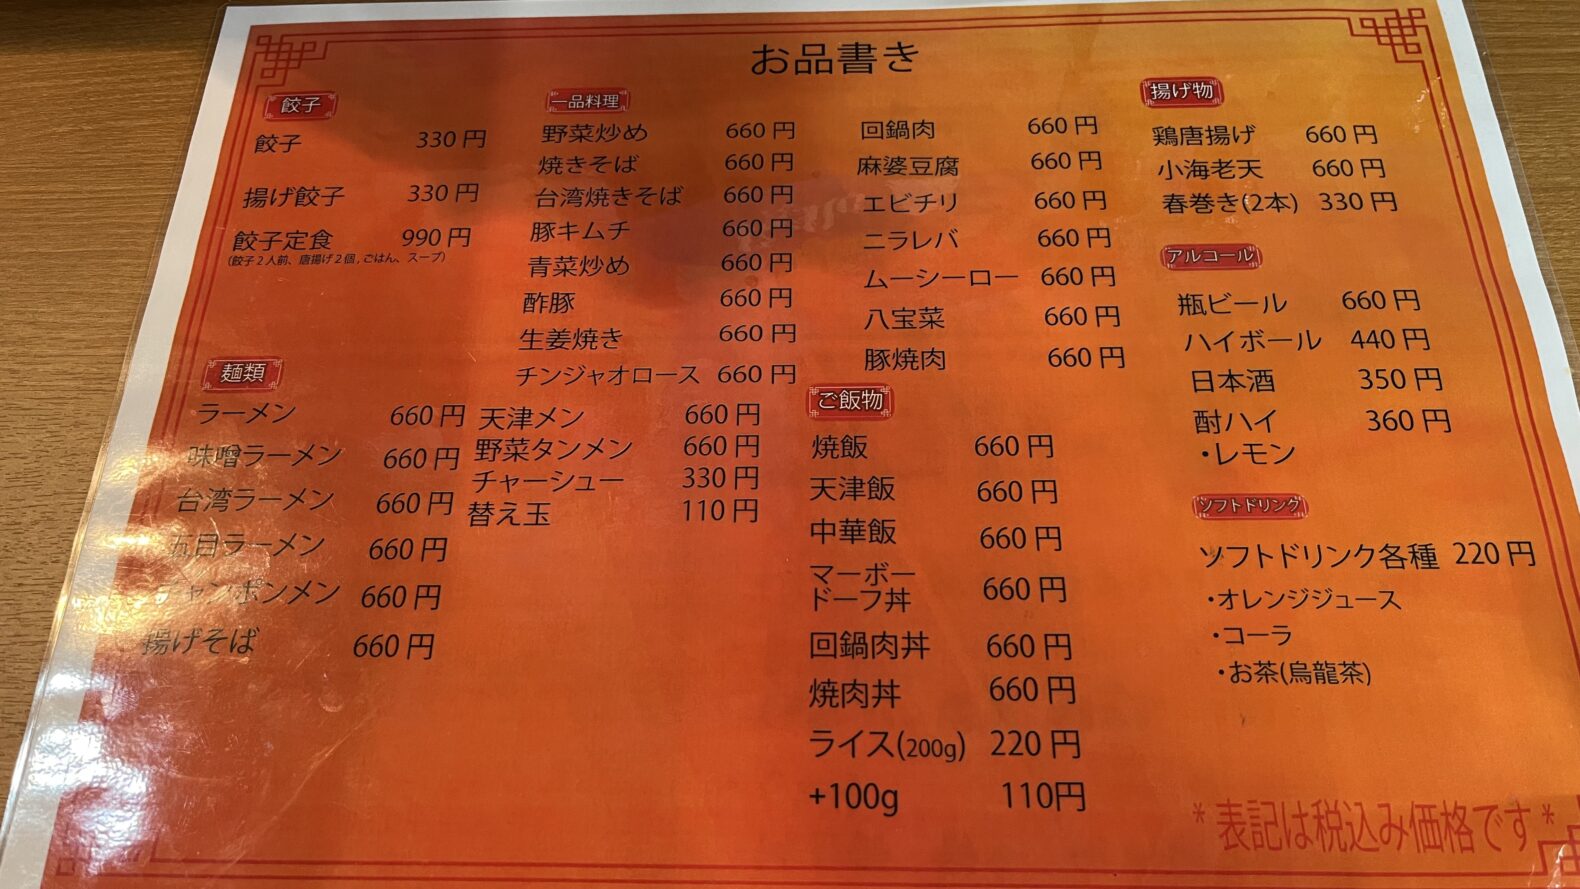 お品書き
餃子
餃子 330円
揚げ餃子 330円
餃子定食 990円
(餃子2人前、唐揚げ2個,ごはん、スープ)
麺類
ラーメン 660円
味噌ラーメン 660円
台湾ラーメン 660円
五目ラーメン 660円
チャンポンメン 660円
揚げそば 660円
天津メン 660円
野菜タンメン 660円
チャーシュー 330円
替え玉 110円
一品料理
野菜炒め 660円
焼きそば 660円
台湾焼きそば 660円
豚キムチ 660円
青菜炒め 660円
酢豚 660円
生姜焼き 660円
チンジャオロース 660円
回鍋肉 660円
麻婆豆腐 660円
エビチリ 660円
ニラレバ 660円
ムーシーロー 660円
八宝菜 660円
豚焼肉 660円
ご飯物
焼飯 660円
天津飯 660円
中華飯 660円
マーボー
ドーフ丼 660円
回鍋肉丼 660円
焼肉丼 660円
ライス(200g) 220円
+100g 110円
揚げ物
鶏唐揚げ 660円
小海老天 660円
春巻き(2本) 330円
アルコール
瓶ビール 660円
ハイボール 440円
日本酒 350円
酎ハイ 360円
・レモン
ソフトドリンク
ソフトドリンク各種 220円
・オレンジジュース
・コーラ
・お茶(烏龍茶)
*表記は税込み価格です*